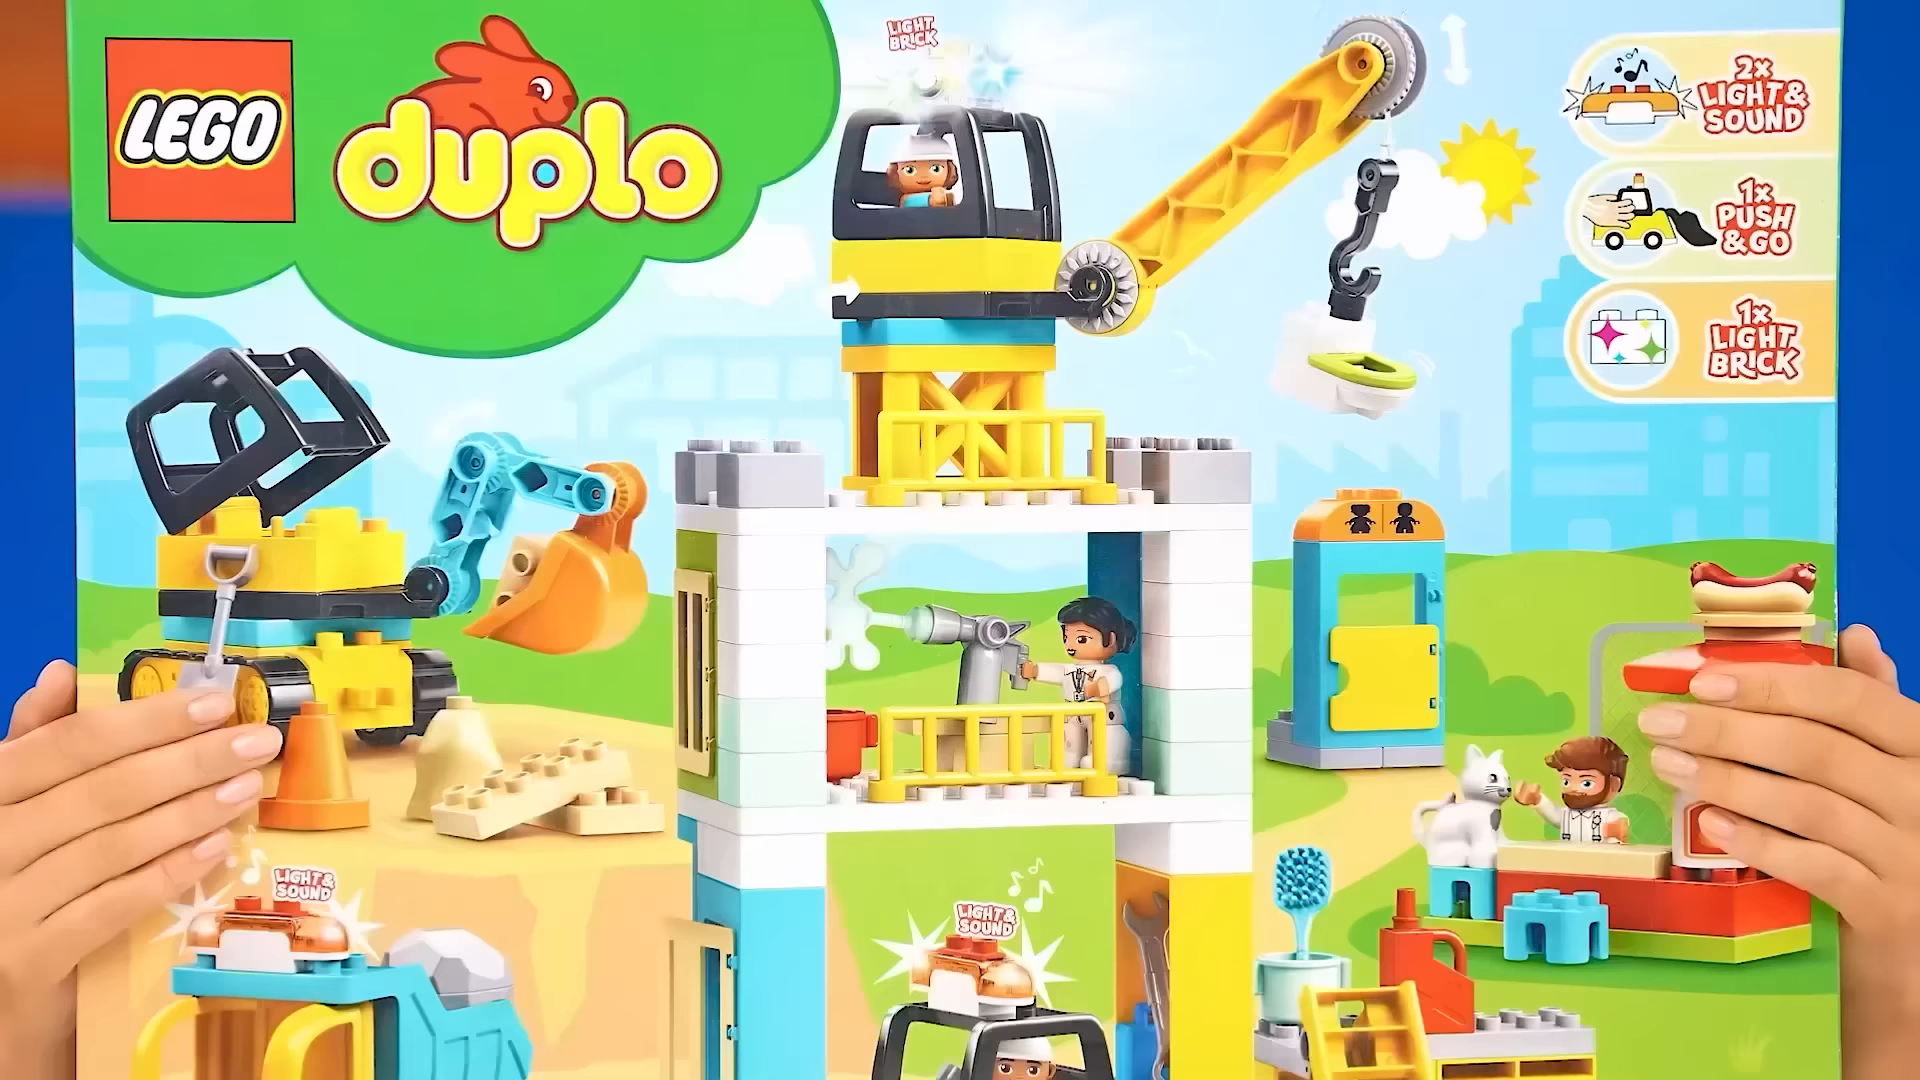 LEGO
duplo
LIGHT
BRICK
2x
LIGHT&
SOUND
1x
PUSH
&GO
1x
LIGHT
BRICK
LIGHT&
SOUND
LIGHT&
SOUND